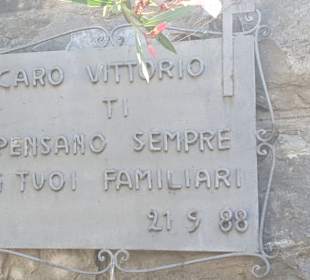 CARO VITTORIO
TI
PENSANO SEMPRE
I TUOI FAMILIARI
21 9 88